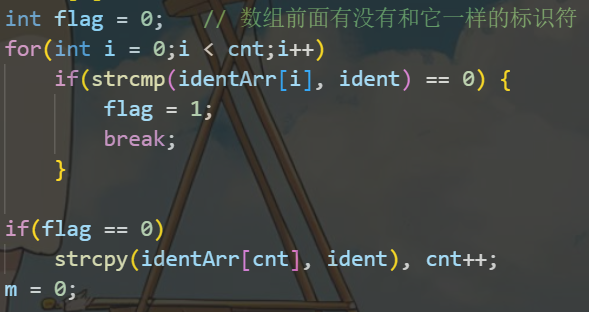 int flag = 0;   // 数组前面有没有和它一样的标识符
for(int i = 0;i < cnt;i++)
    if(strcmp(identArr[i], ident) == 0) {
        flag = 1;
        break;
    }

if(flag == 0)
    strcpy(identArr[cnt], ident), cnt++;
m = 0;